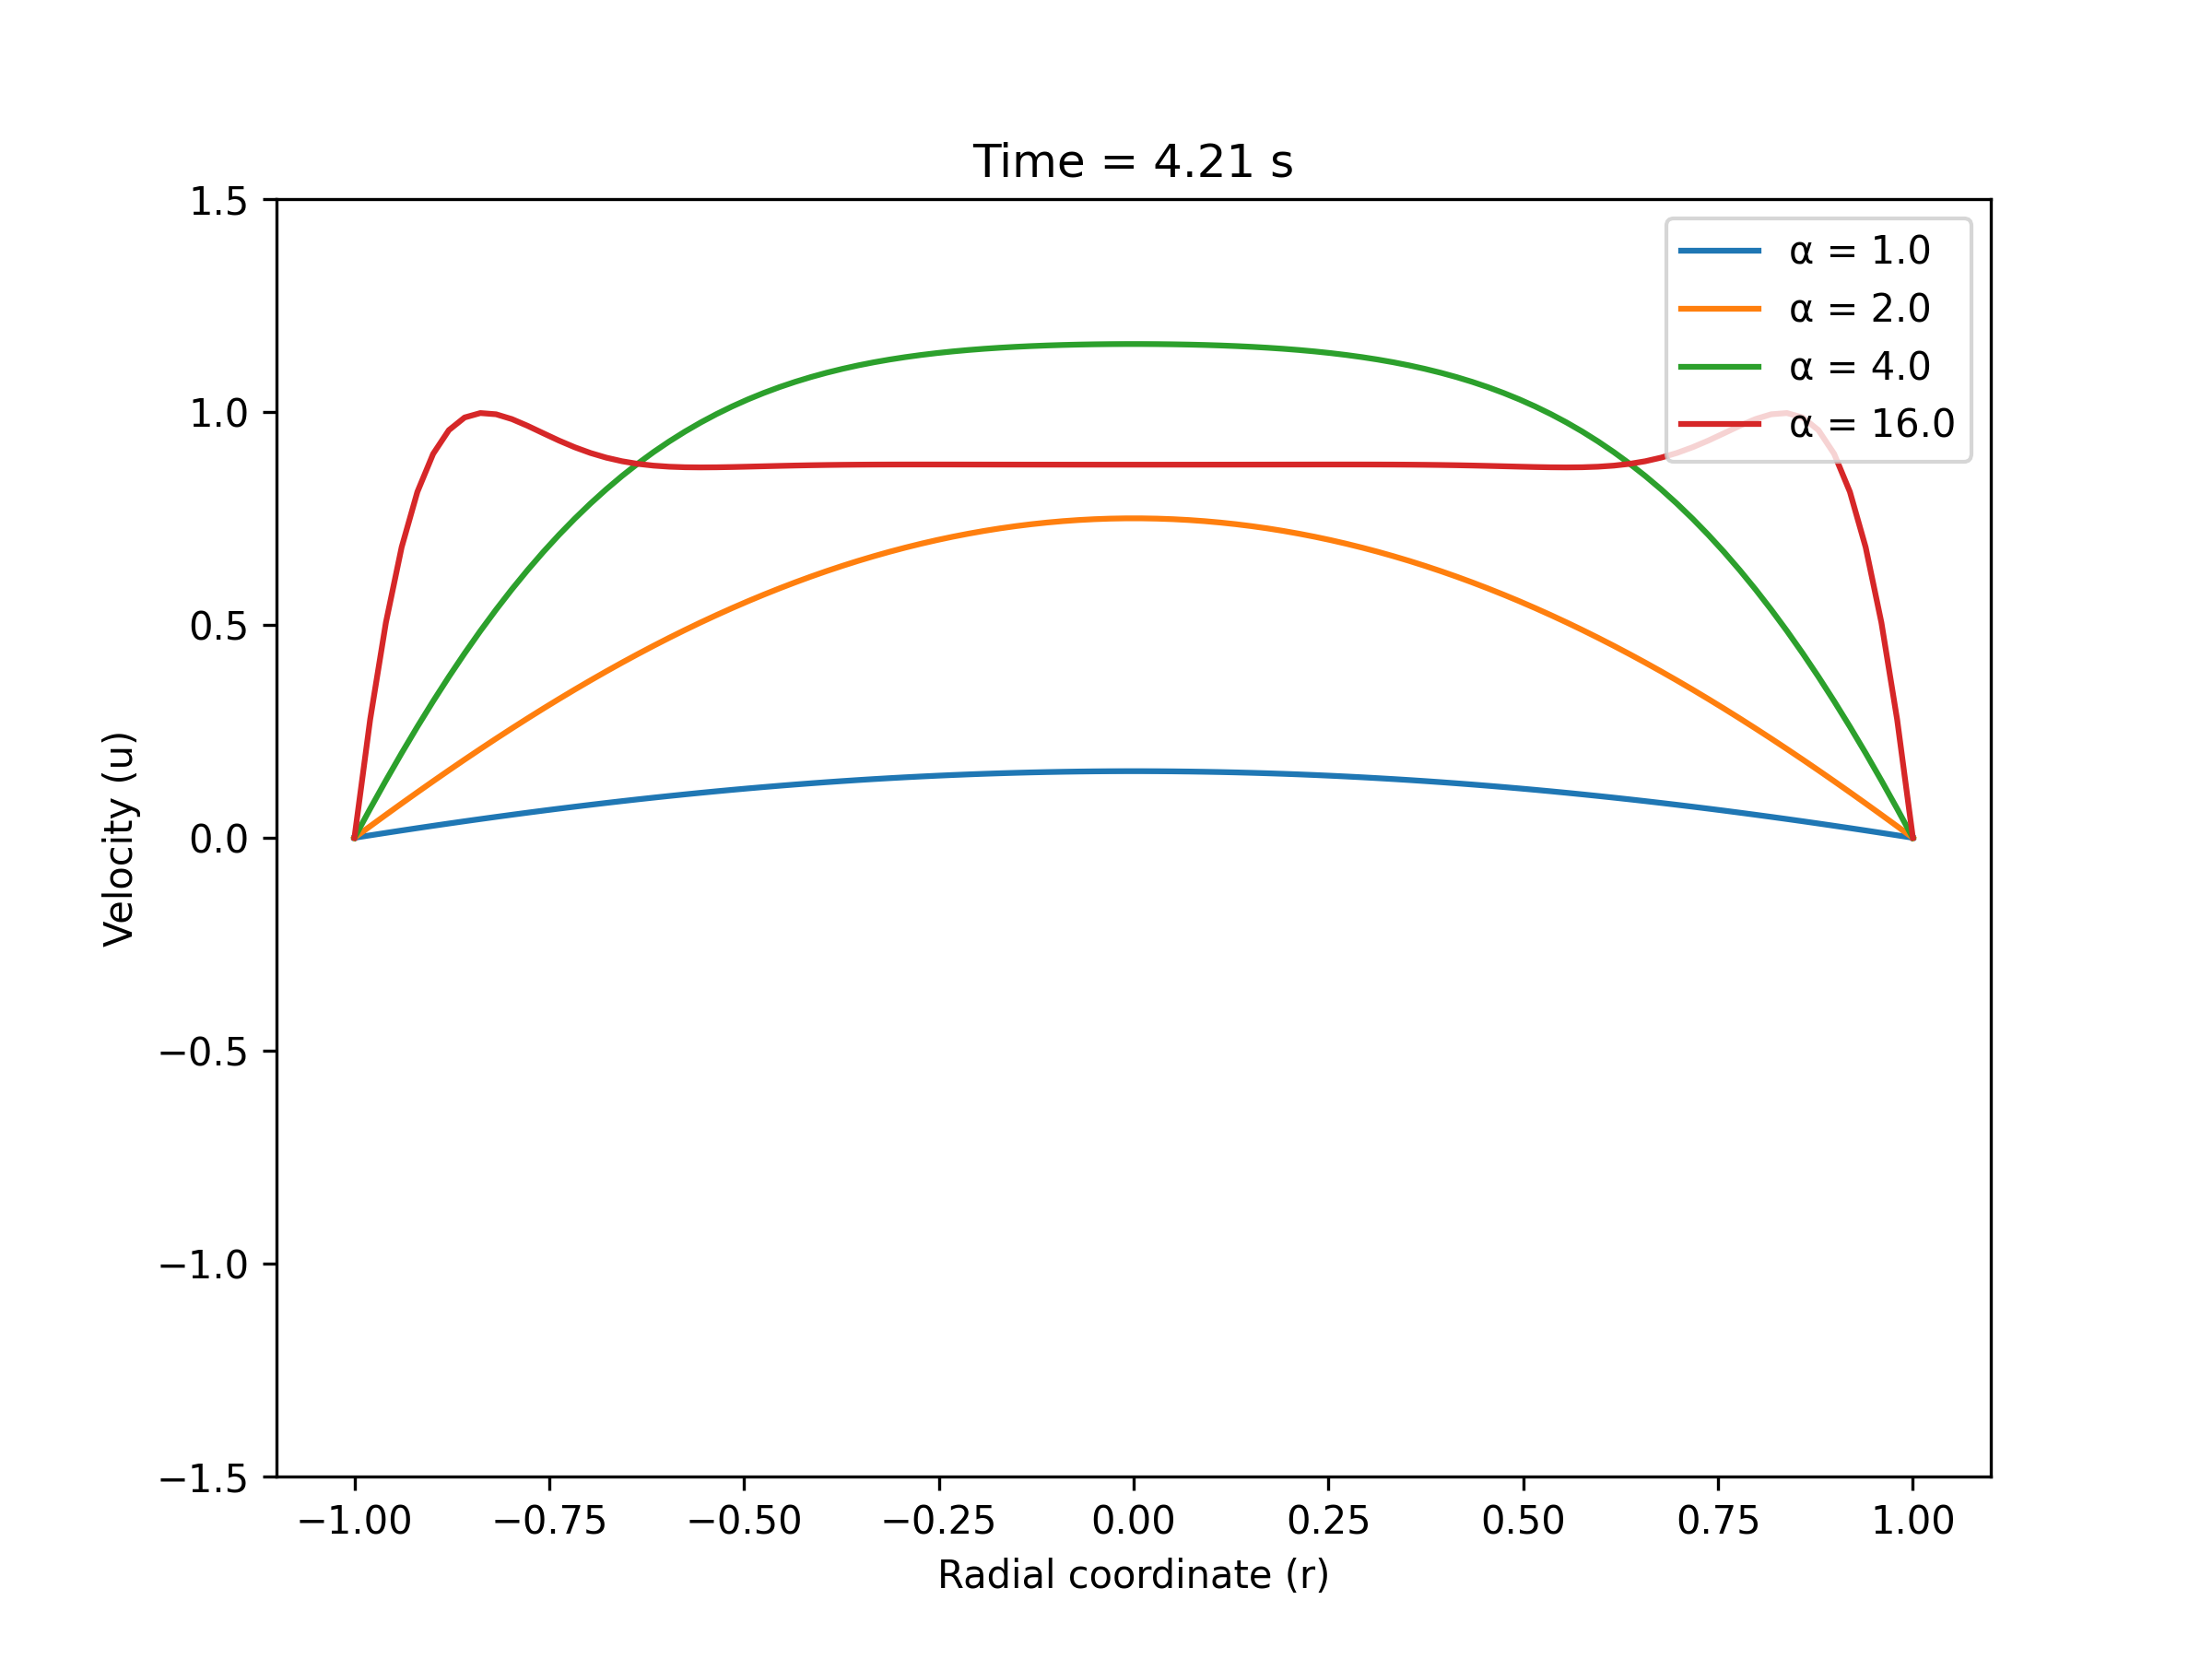 Time = 4.21 s
1.5
1.0
0.5
0.0
−0.5
−1.0
−1.5
Velocity (u)
α = 1.0
α = 2.0
α = 4.0
α = 16.0
−1.00 −0.75 −0.50 −0.25 0.00 0.25 0.50 0.75 1.00
Radial coordinate (r)